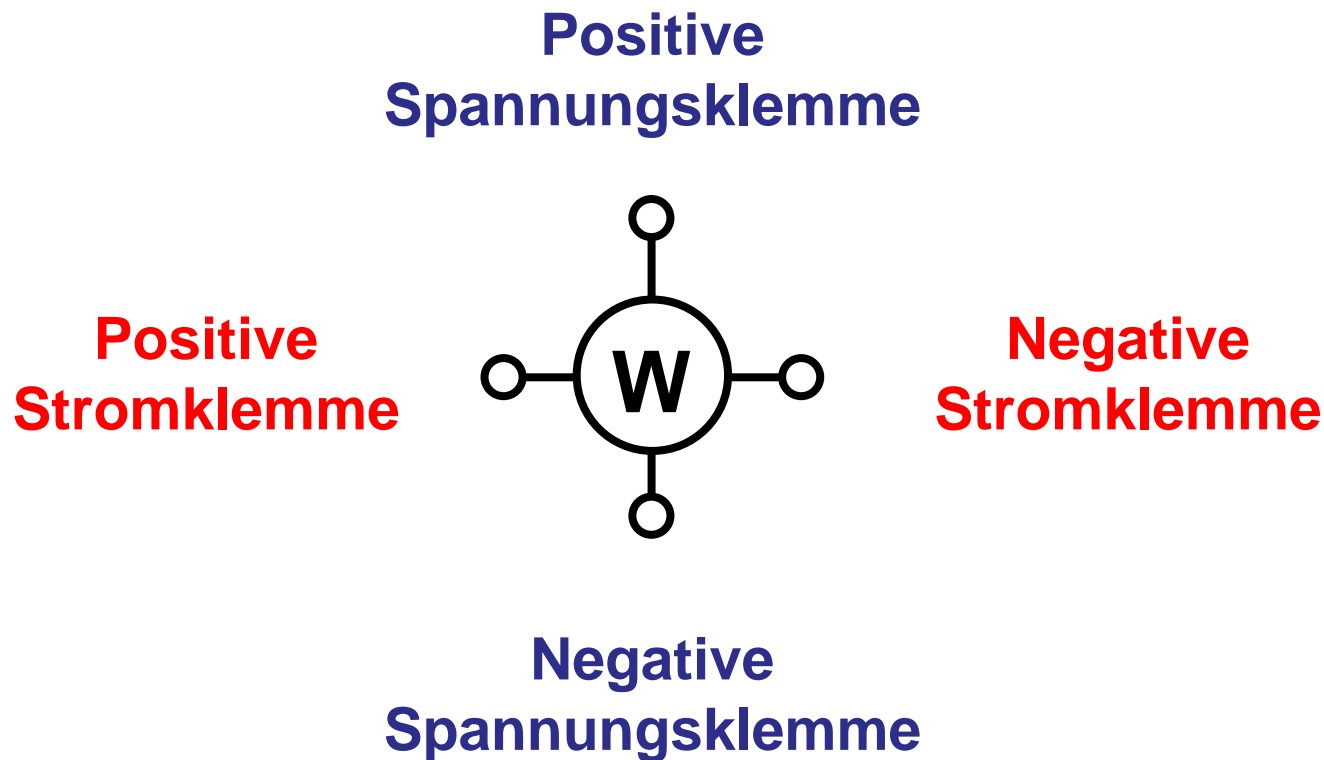 Positive
Spannungsklemme
Positive
Stromklemme
W
Negative
Stromklemme
Negative
Spannungsklemme